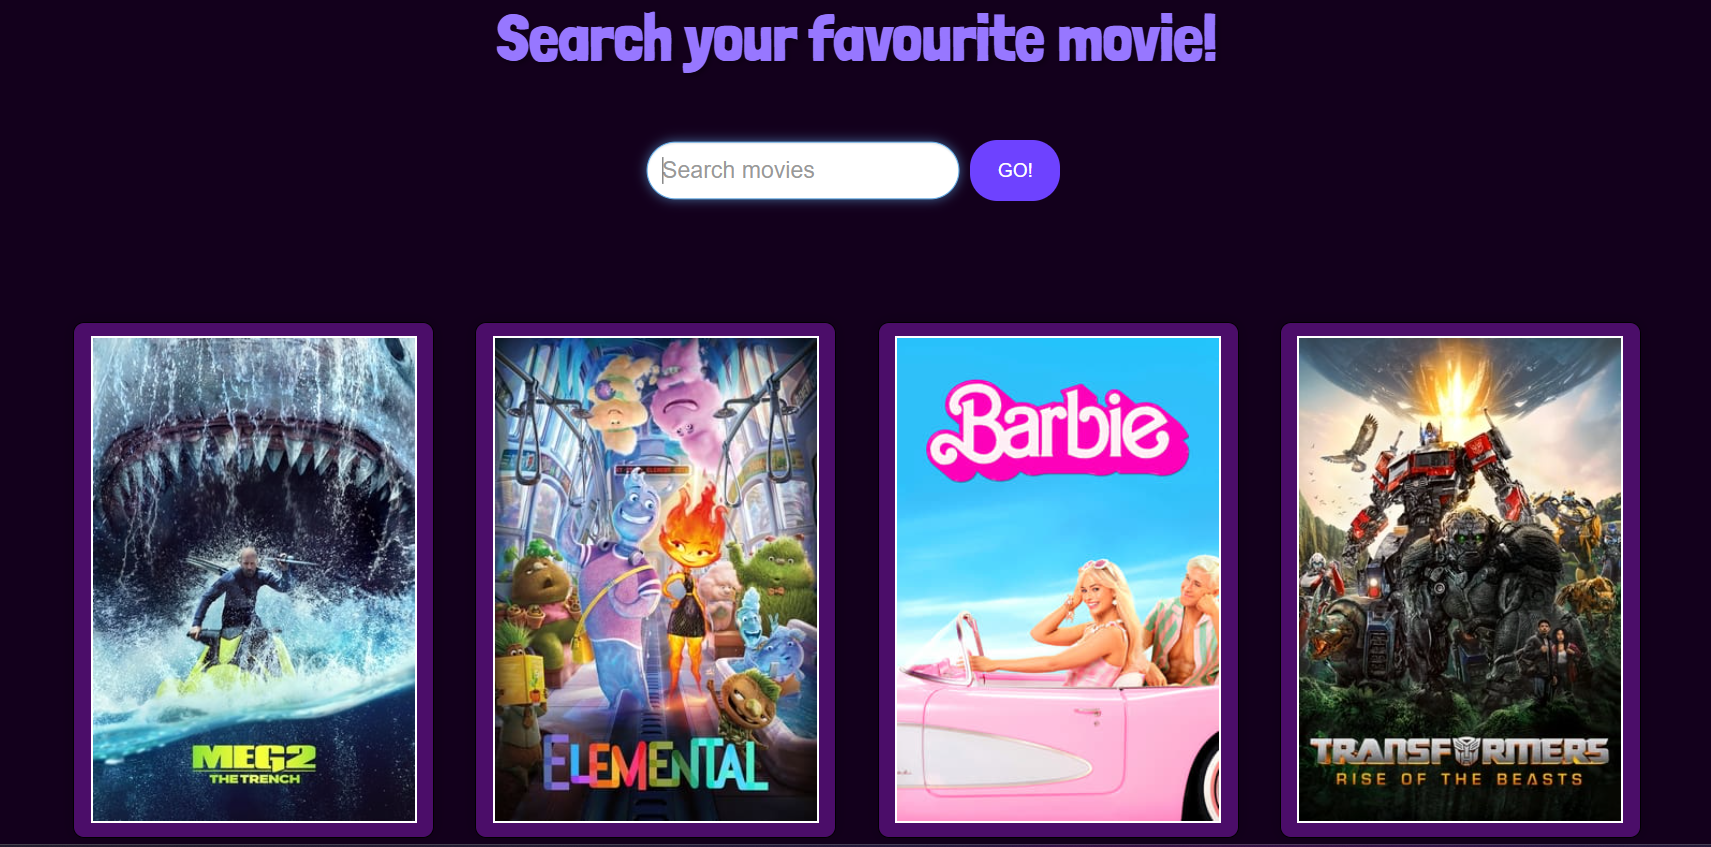 Search your favourite movie!
Search movies
GO!
MEG2
THE TRENCH
ELEMENTAL
Barbie
TRANSFORMERS
RISE OF THE BEASTS